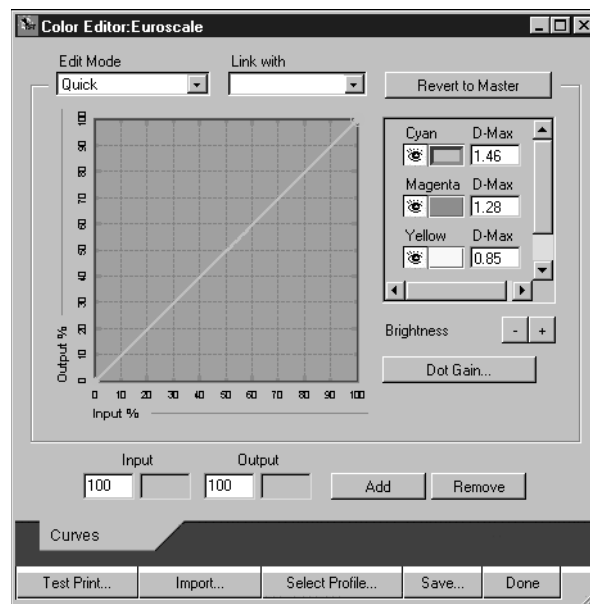 Color Editor:Euroscale
Edit Mode
Link with
Quick
Revert to Master
Cyan D-Max
1.46
Magenta D-Max
1.28
Yellow D-Max
0.85
Brightness - +
Dot Gain...
100
90
80
70
60
50
40
30
20
10
0
Output %
0 10 20 30 40 50 60 70 80 90 100
Input %
Input Output
100 100 Add Remove
Curves
Test Print... Import... Select Profile... Save... Done